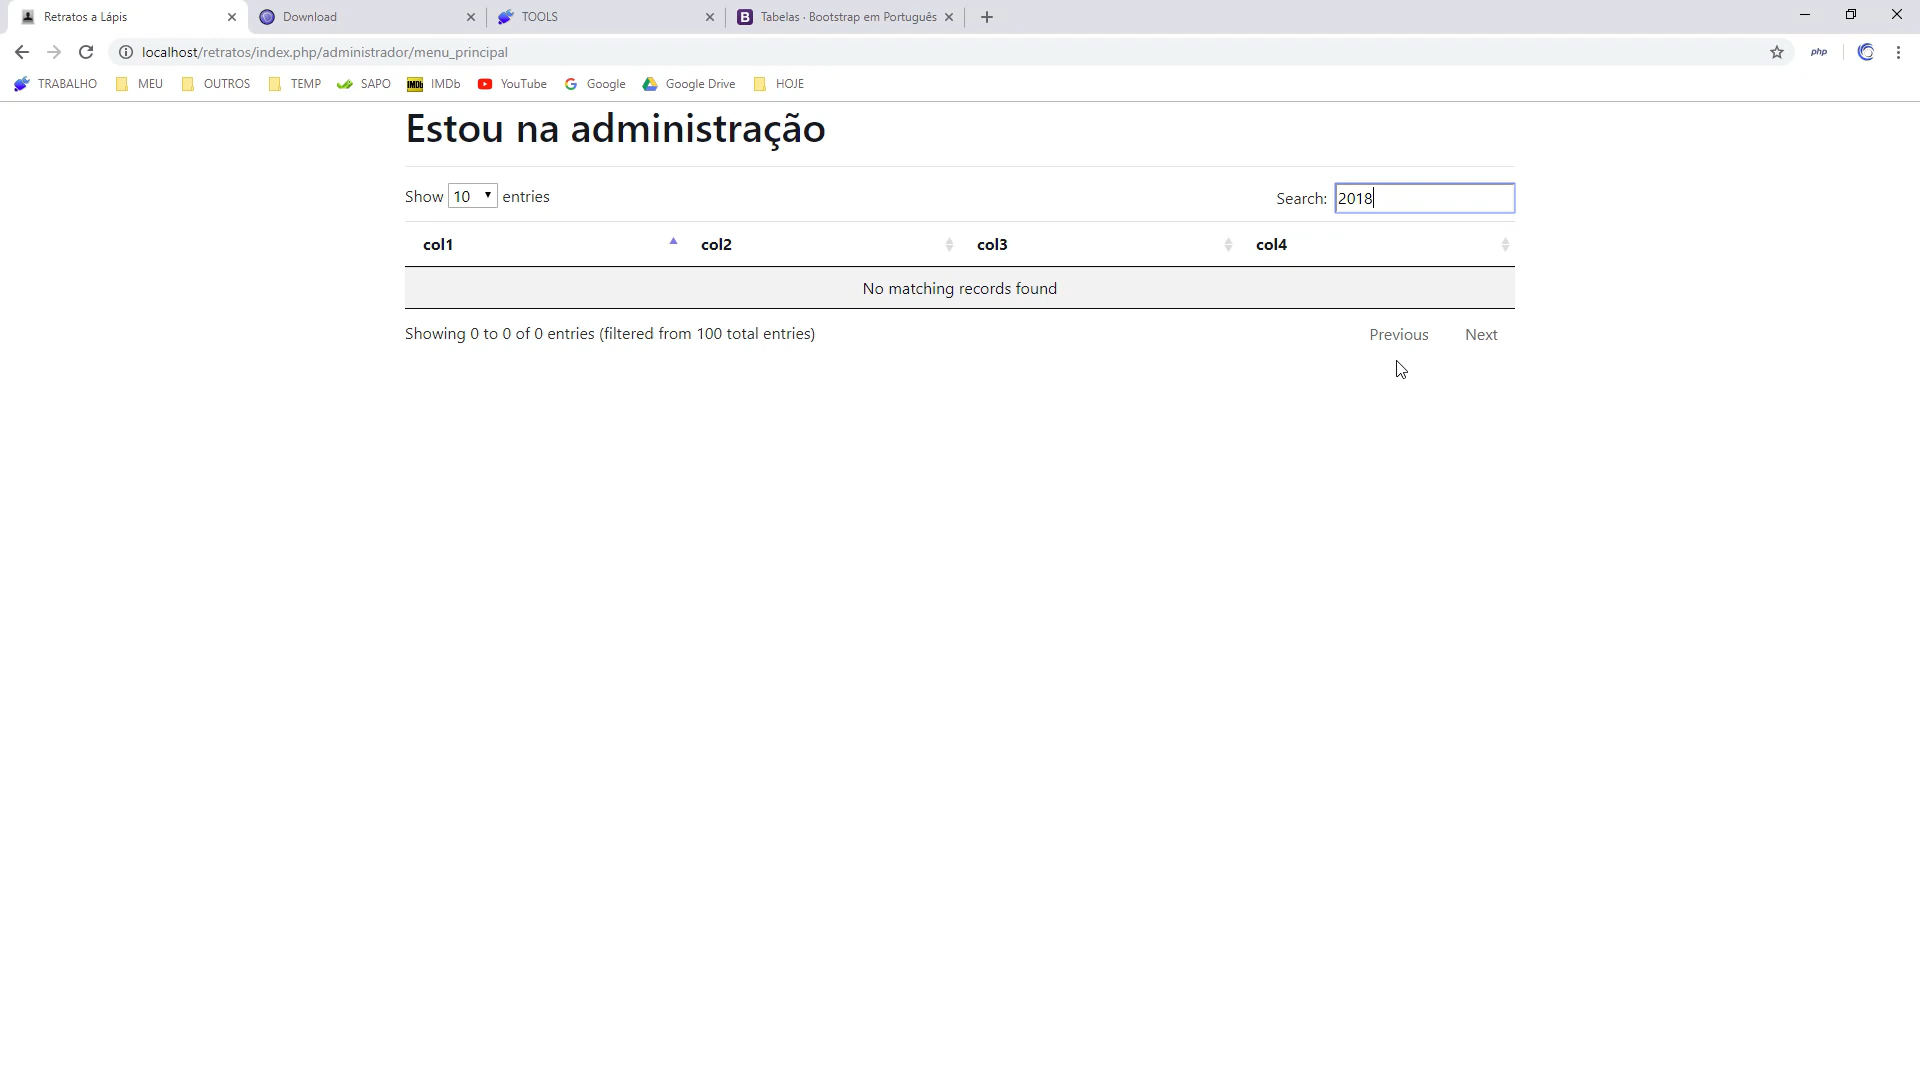 Retratos a Lápis
Download
TOOLS
Tabelas · Bootstrap em Português
localhost/retratos/index.php/administrador/menu_principal
php
TRABALHO
MEU
OUTROS
TEMP
SAPO
IMDb
IMDb
YouTube
Google
Google Drive
HOJE
Estou na administração
Show 10 entries
Search: 2018
col1 col2 col3 col4
No matching records found
Showing 0 to 0 of 0 entries (filtered from 100 total entries)
Previous Next